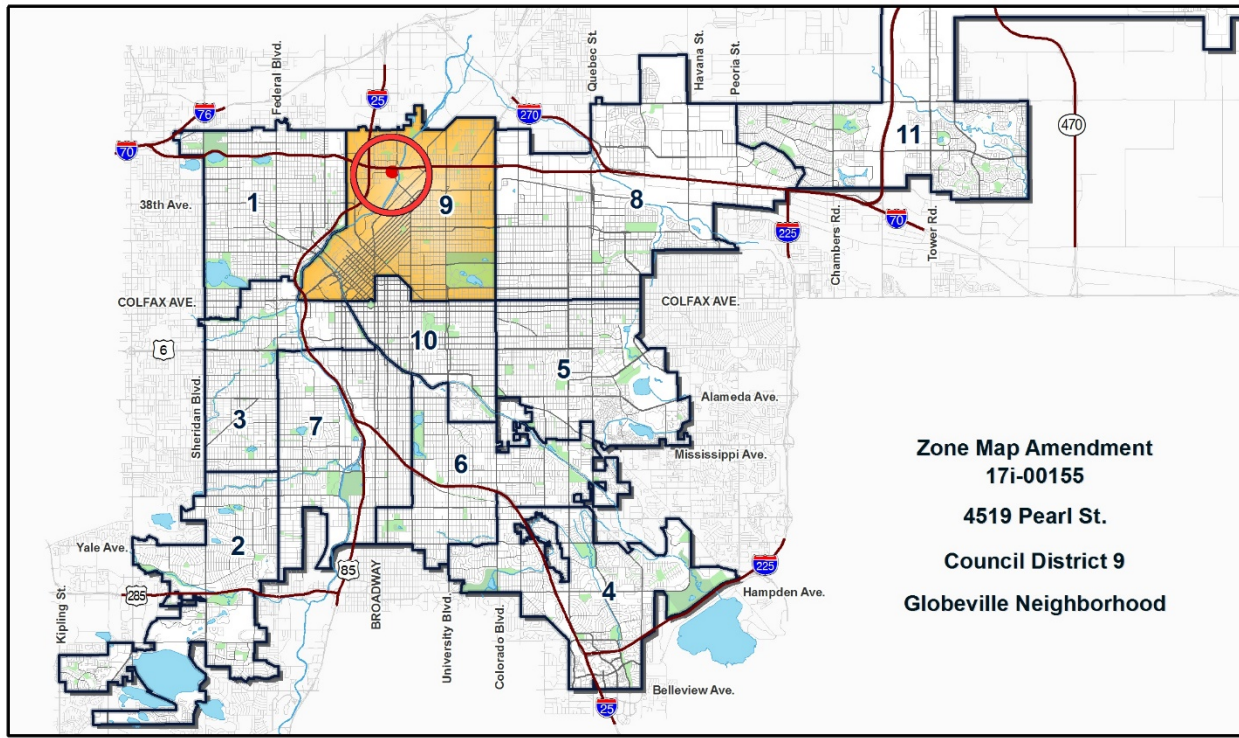 Federal Blvd.
25
Quebec St.
Havana St.
Peoria St.
76
270
70
11
470
1
9
8
38th Ave.
225
Chambers Rd.
70
Tower Rd.
COLFAX AVE.
COLFAX AVE.
6
10
5
Sheridan Blvd.
3
7
Alameda Ave.
6
Mississippi Ave.
Zone Map Amendment
17i-00155
4519 Pearl St.
Council District 9
Globeville Neighborhood
Yale Ave.
2
85
225
Kipling St.
285
BROADWAY
University Blvd.
Colorado Blvd.
4
Hampden Ave.
Belleview Ave.
25